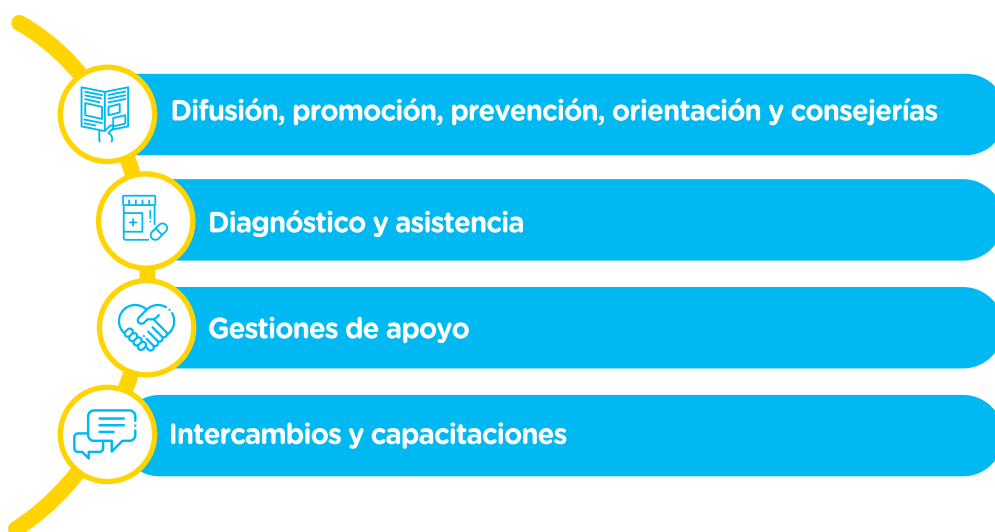 Difusión, promoción, prevención, orientación y consejerías
Diagnóstico y asistencia
Gestiones de apoyo
Intercambios y capacitaciones